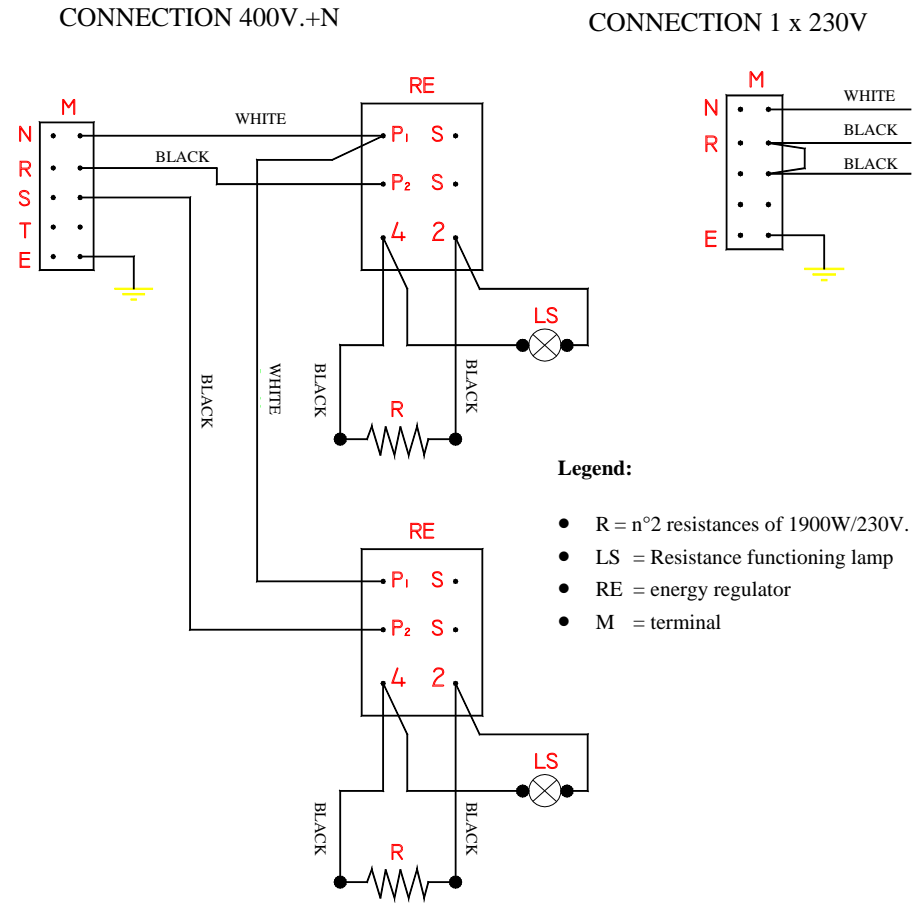 CONNECTION 400V.+N
CONNECTION 1 x 230V
M
N
R
S
T
E
WHITE
BLACK
RE
P1 S
P2 S
4 2
LS
BLACK
WHITE
BLACK
BLACK
R
M
N
R
E
WHITE
BLACK
BLACK
Legend:
● R = n°2 resistances of 1900W/230V.
● LS = Resistance functioning lamp
● RE = energy regulator
● M = terminal
RE
P1 S
P2 S
4 2
LS
BLACK
BLACK
R